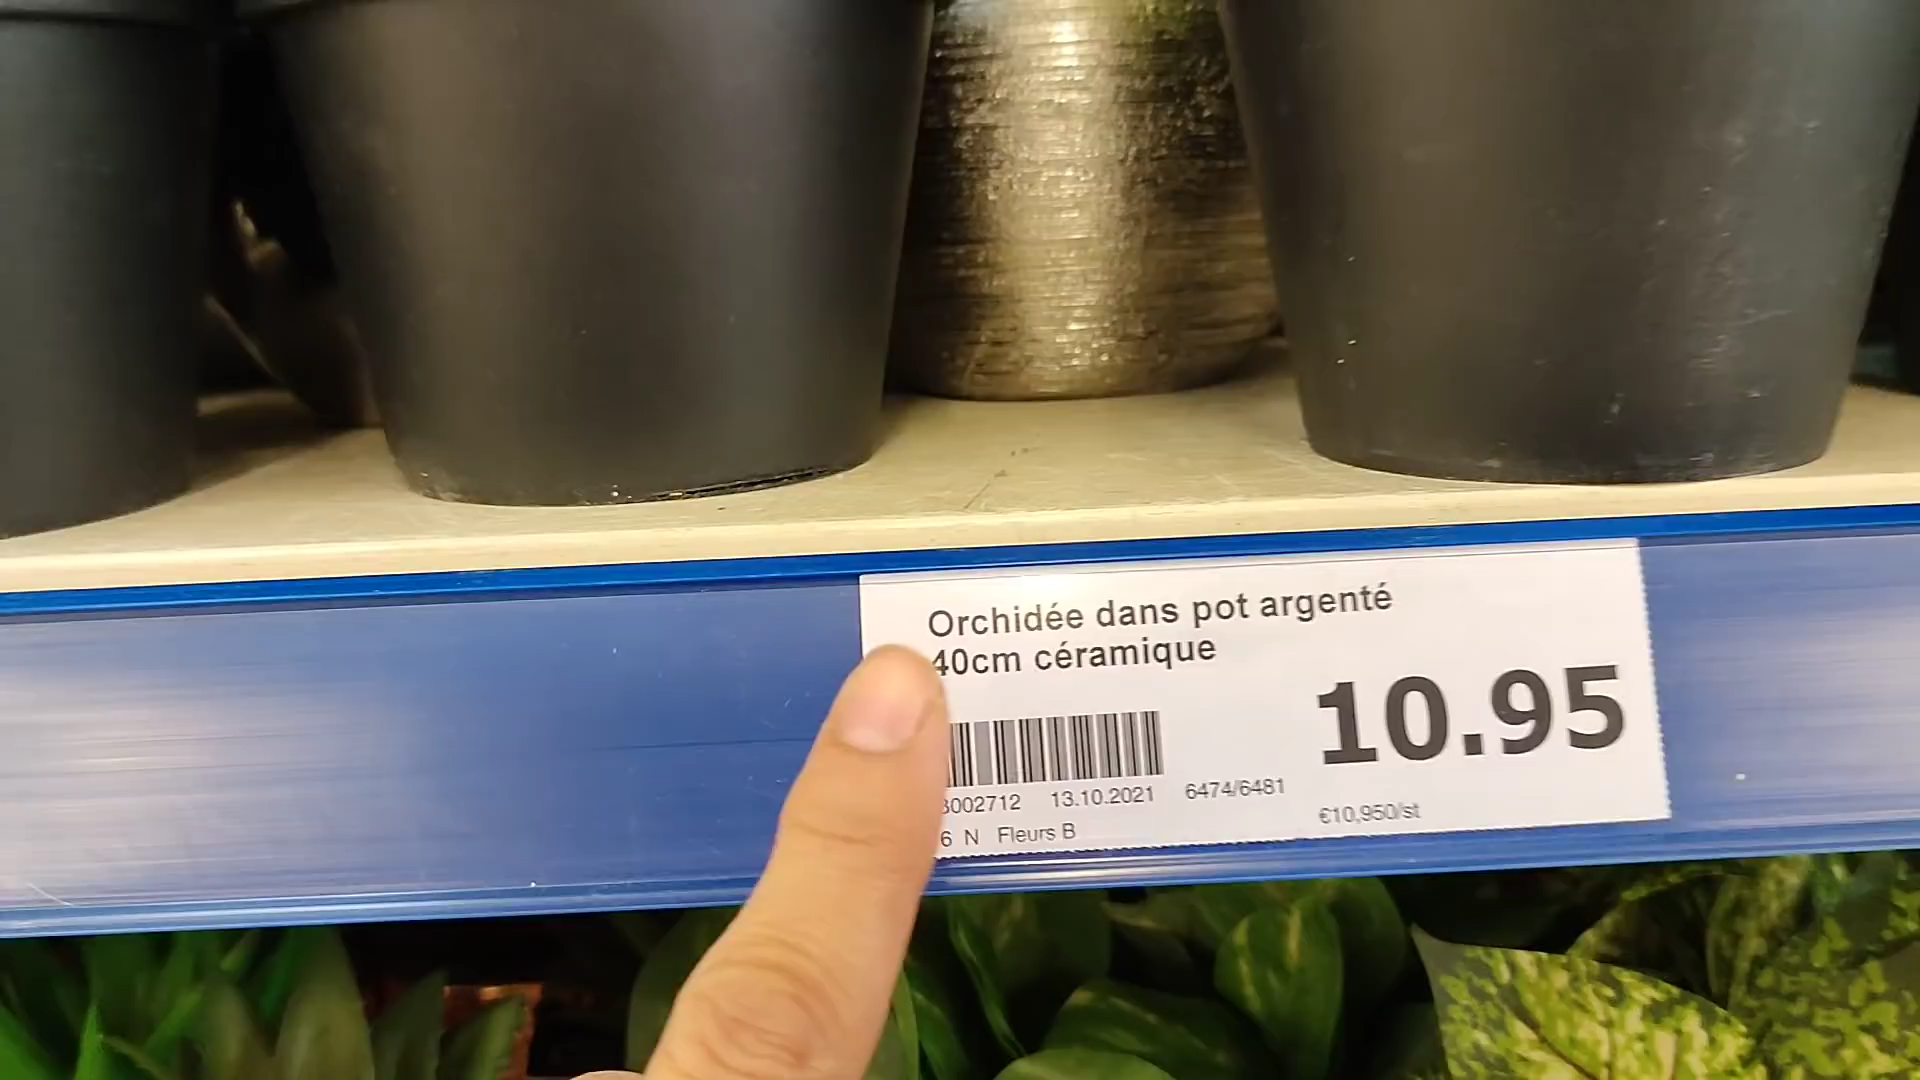 Orchidée dans pot argenté
40cm céramique
10.95
3002712 13.10.2021 6474/6481
€10,950/st
6 N Fleurs B